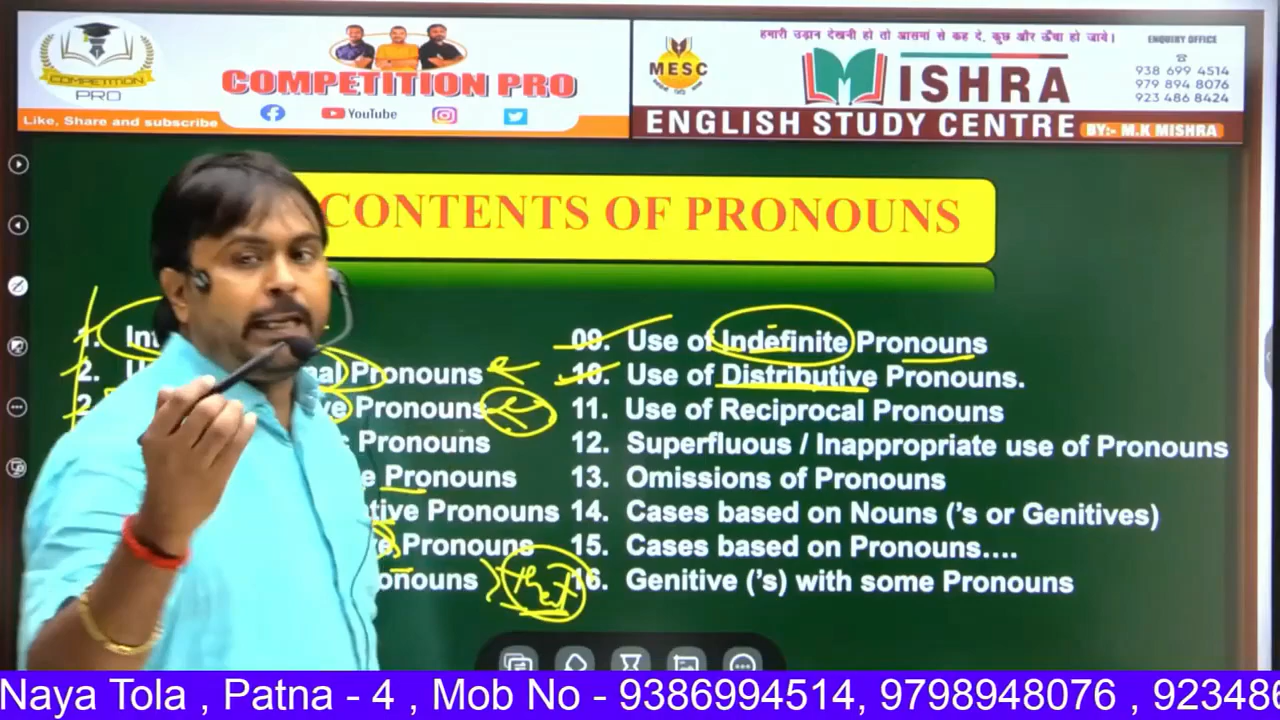 COMPETITION
PRO
Like, Share and subscribe
COMPETITION PRO
YouTube
हमारी उड़ान देखनी हो तो आसमां से कह दे, कुछ और ऊँचा हो जाये।
MESC
MISHRA
ENGLISH STUDY CENTRE
BY:- M.K MISHRA
ENQUIRY OFFICE
938 699 4514
979 894 8076
923 486 8424
CONTENTS OF PRONOUNS
1. Int
2. U nal Pronouns
ve Pronouns
c Pronouns
e Pronouns
tive Pronouns
e Pronouns
onouns
that
09. Use of Indefinite Pronouns
10. Use of Distributive Pronouns.
11. Use of Reciprocal Pronouns
12. Superfluous / Inappropriate use of Pronouns
13. Omissions of Pronouns
14. Cases based on Nouns ('s or Genitives)
15. Cases based on Pronouns....
16. Genitive ('s) with some Pronouns
Naya Tola , Patna - 4 , Mob No - 9386994514, 9798948076 , 923486